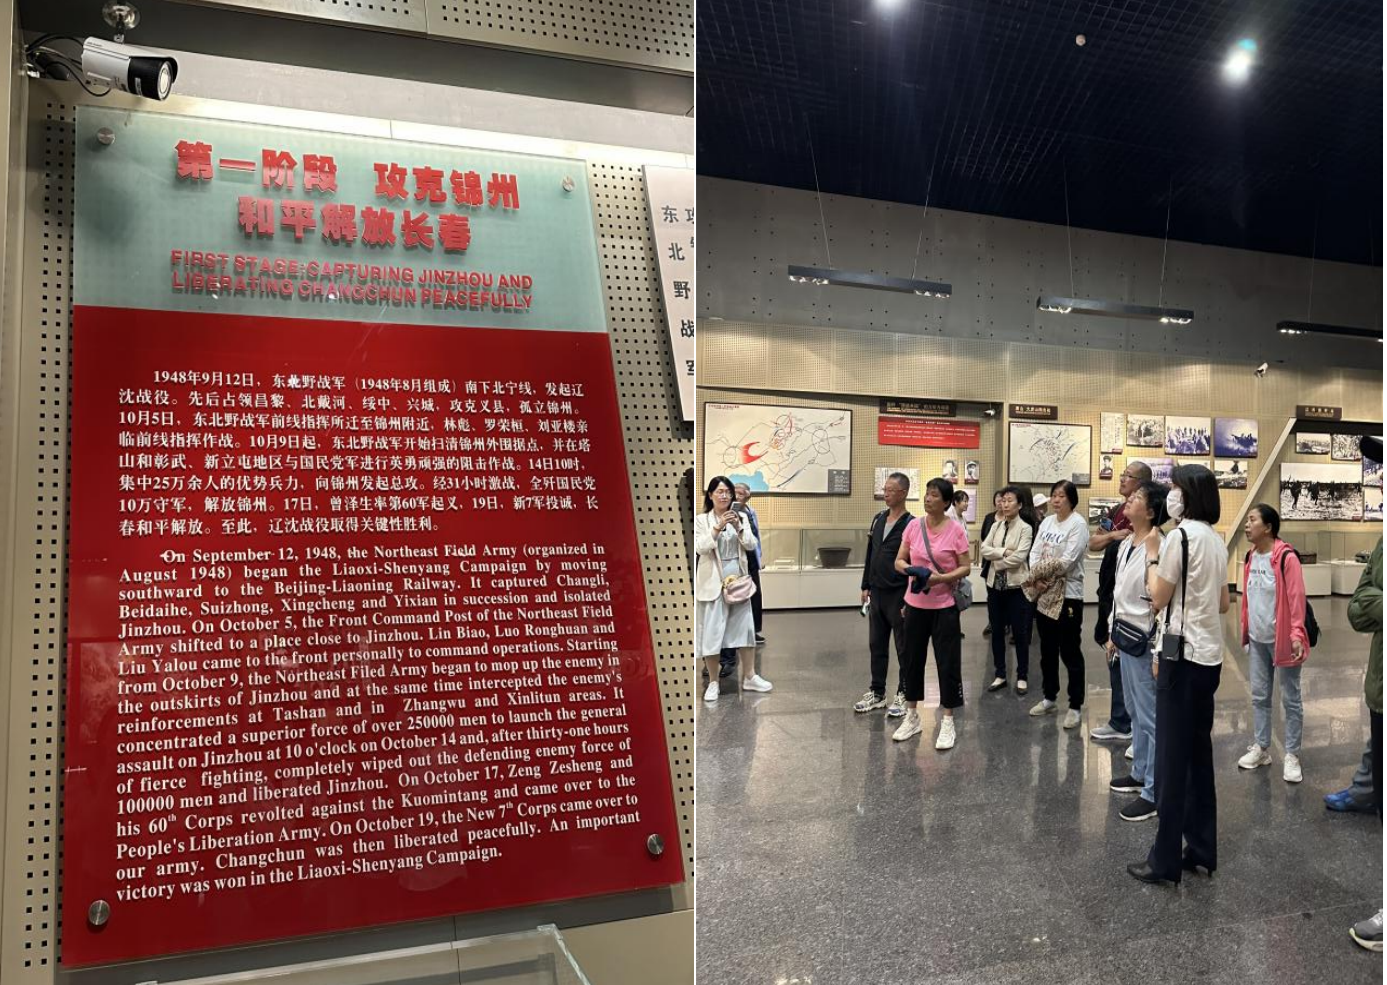 第一阶段 攻克锦州
和平解放长春
FIRST STAGE:CAPTURING JINZHOU AND
LIBERATING CHANGCHUN PEACEFULLY
1948年9月12日，东北野战军（1948年8月组成）南下北宁线，发起辽
沈战役。先后占领昌黎、北戴河、绥中、兴城，攻克义县，孤立锦州。
10月5日，东北野战军前线指挥所迁至锦州附近，林彪、罗荣桓、刘亚楼亲
临前线指挥作战。10月9日起，东北野战军开始扫清锦州外围据点，并在塔
山和彰武、新立屯地区与国民党军进行英勇顽强的阻击作战。14日10时，
集中25万余人的优势兵力，向锦州发起总攻。经31小时激战，全歼国民党
10万守军，解放锦州。17日，曾泽生率第60军起义，19日，新7军投诚，长
春和平解放。至此，辽沈战役取得关键性胜利。
On September 12, 1948, the Northeast Field Army (organized in
August 1948) began the Liaoxi-Shenyang Campaign by moving
southward to the Beijing-Liaoning Railway. It captured Changli,
Beidaihe, Suizhong, Xingcheng and Yixian in succession and isolated
Jinzhou. On October 5, the Front Command Post of the Northeast Field
Army shifted to a place close to Jinzhou. Lin Biao, Luo Ronghuan and
Liu Yalou came to the front personally to command operations. Starting
from October 9, the Northeast Filed Army began to mop up the enemy in
the outskirts of Jinzhou and at the same time intercepted the enemy's
reinforcements at Tashan and in Zhangwu and Xinlitun areas. It
concentrated a superior force of over 250000 men to launch the general
assault on Jinzhou at 10 o'clock on October 14 and, after thirty-one hours
of fierce fighting, completely wiped out the defending enemy force of
100000 men and liberated Jinzhou. On October 17, Zeng Zesheng and
his 60th Corps revolted against the Kuomintang and came over to the
People's Liberation Army. On October 19, the New 7th Corps came over to
our army. Changchun was then liberated peacefully. An important
victory was won in the Liaoxi-Shenyang Campaign.
东
北
野
战
军